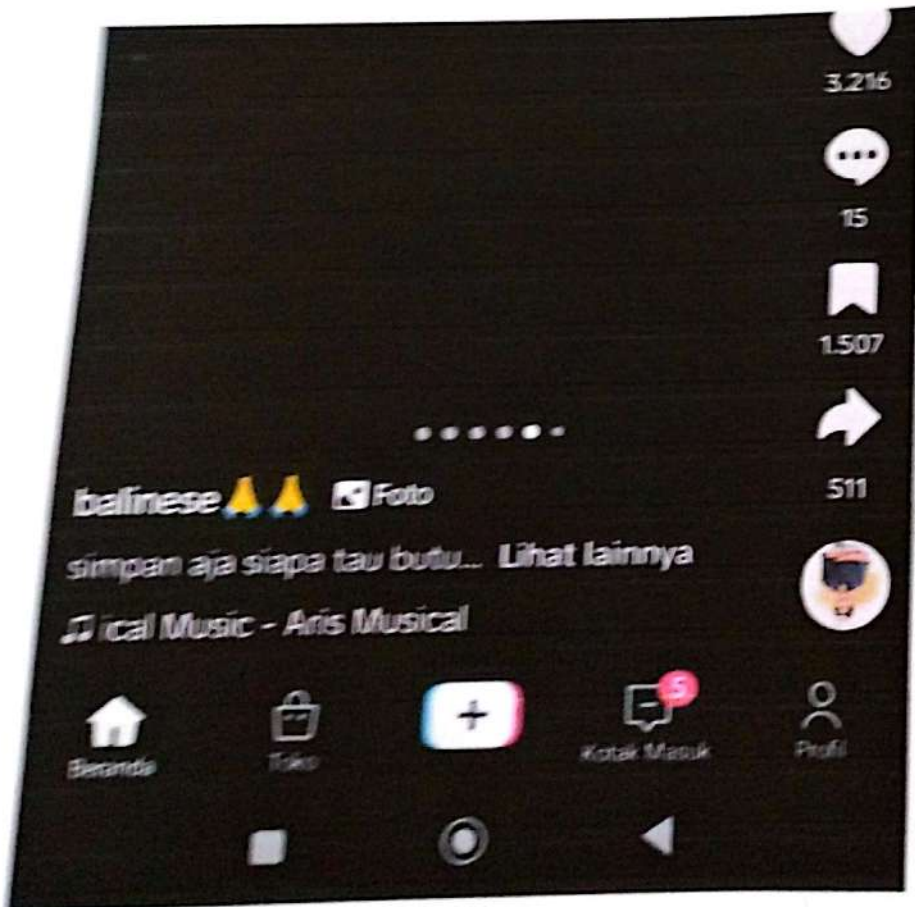 3.216
15
1.507
511
balinese🙏🙏 Foto
simpan aja siapa tau butu... Lihat lainnya
ical Music - Aris Musical
Beranda
Toko
5
Kotak Masuk
Profil